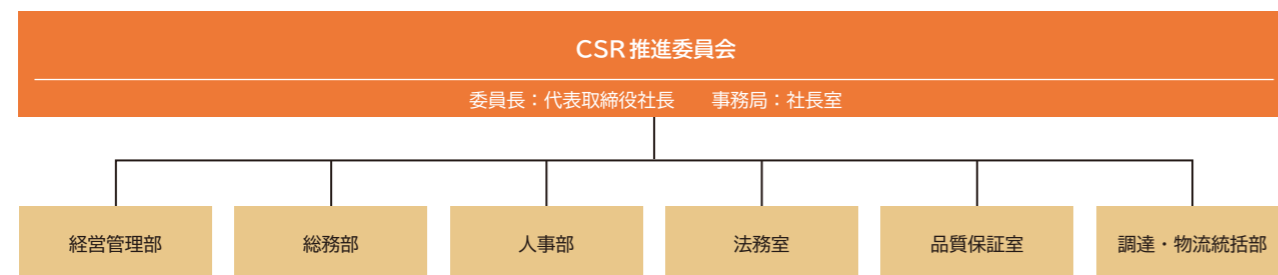 CSR推進委員会
委員長：代表取締役社長　事務局：社長室
経営管理部
総務部
人事部
法務室
品質保証室
調達・物流統括部